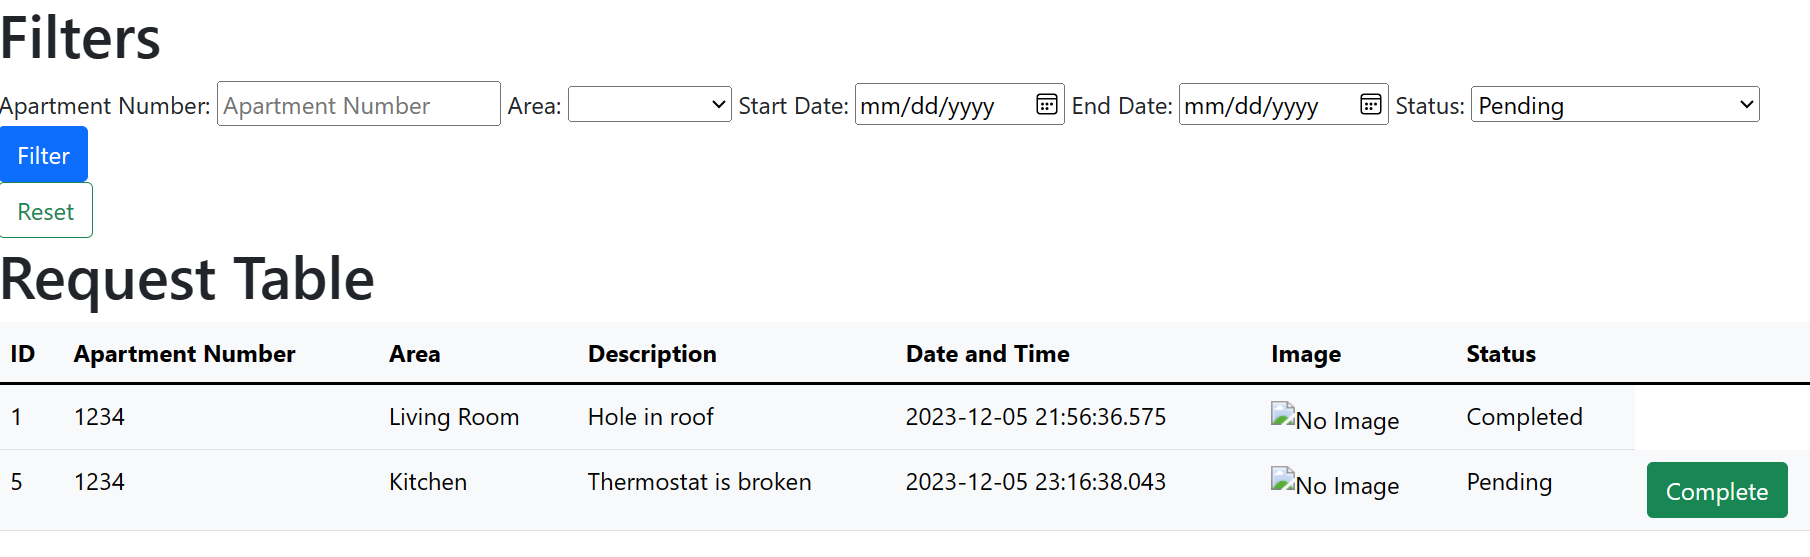 Filters
Apartment Number: Apartment Number Area: Start Date: mm/dd/yyyy End Date: mm/dd/yyyy Status: Pending
Filter
Reset
Request Table
ID Apartment Number Area Description Date and Time Image Status
1 1234 Living Room Hole in roof 2023-12-05 21:56:36.575 No Image Completed
5 1234 Kitchen Thermostat is broken 2023-12-05 23:16:38.043 No Image Pending Complete